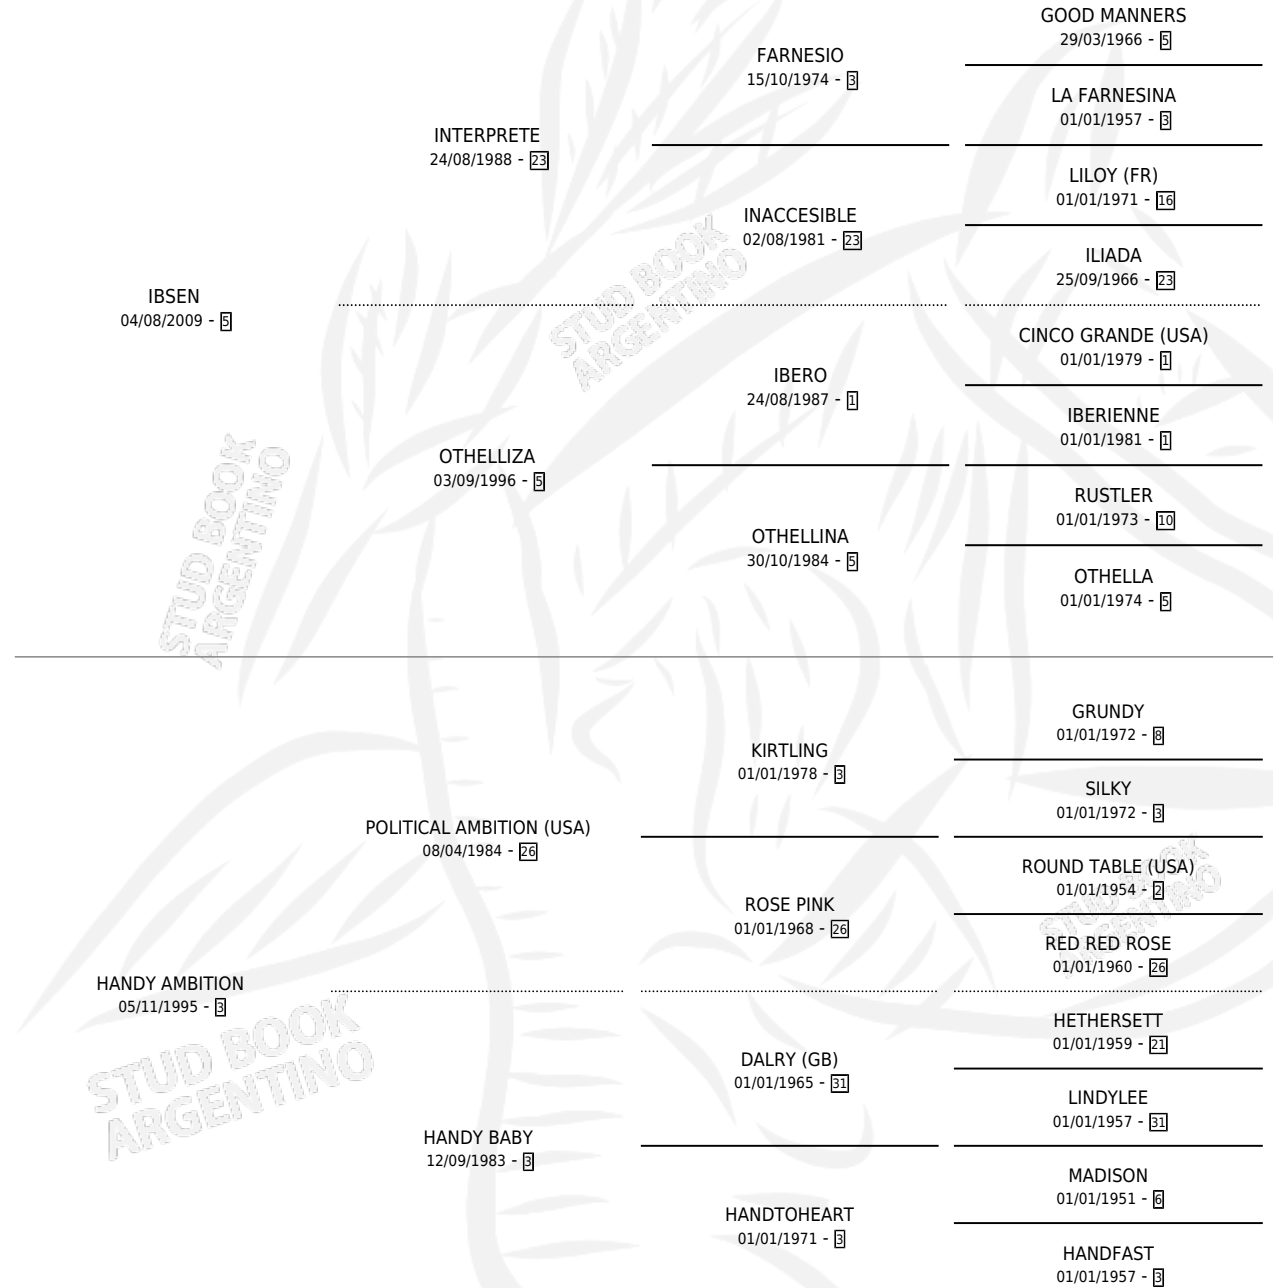 GOOD MANNERS
29/03/1966 - 5
FARNESIO
15/10/1974 - 3
LA FARNESINA
01/01/1957 - 3
INTERPRETE
24/08/1988 - 23
LILOY (FR)
01/01/1971 - 16
INACCESIBLE
02/08/1981 - 23
ILIADA
25/09/1966 - 23
IBSEN
04/08/2009 - 5
STUD BOOK
ARGENTINO
CINCO GRANDE (USA)
01/01/1979 - 1
IBERO
24/08/1987 - 1
IBERIENNE
01/01/1981 - 1
OTHELLIZA
03/09/1996 - 5
RUSTLER
01/01/1973 - 10
OTHELLINA
30/10/1984 - 5
OTHELLA
01/01/1974 - 5
STUD BOOK
ARGENTINO
GRUNDY
01/01/1972 - 8
KIRTLING
01/01/1978 - 3
SILKY
01/01/1972 - 3
POLITICAL AMBITION (USA)
08/04/1984 - 26
ROUND TABLE (USA)
01/01/1954 - 2
ROSE PINK
01/01/1968 - 26
STUD BOOK
ARGENTINO
RED RED ROSE
01/01/1960 - 26
HANDY AMBITION
05/11/1995 - 3
HETHERSETT
01/01/1959 - 21
DALRY (GB)
01/01/1965 - 31
LINDYLEE
01/01/1957 - 31
STUD BOOK
ARGENTINO
HANDY BABY
12/09/1983 - 3
MADISON
01/01/1951 - 6
HANDTOHEART
01/01/1971 - 3
HANDFAST
01/01/1957 - 3